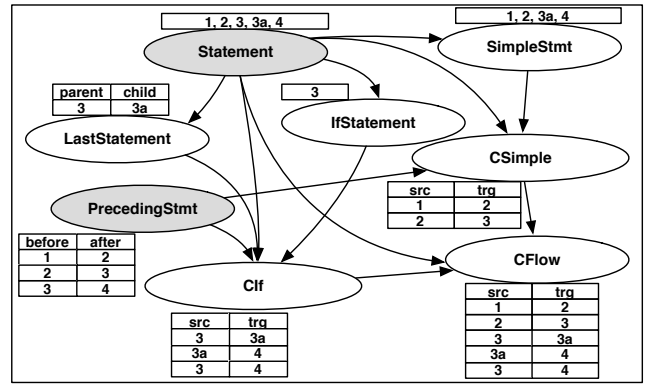 1, 2, 3, 3a, 4
Statement
1, 2, 3a, 4
SimpleStmt
parent child
3 3a
LastStatement
3
IfStatement
CSimple
src trg
1 2
2 3
PrecedingStmt
before after
1 2
2 3
3 4
CIf
src trg
3 3a
3a 4
3 4
CFlow
src trg
1 2
2 3
3 3a
3a 4
3 4